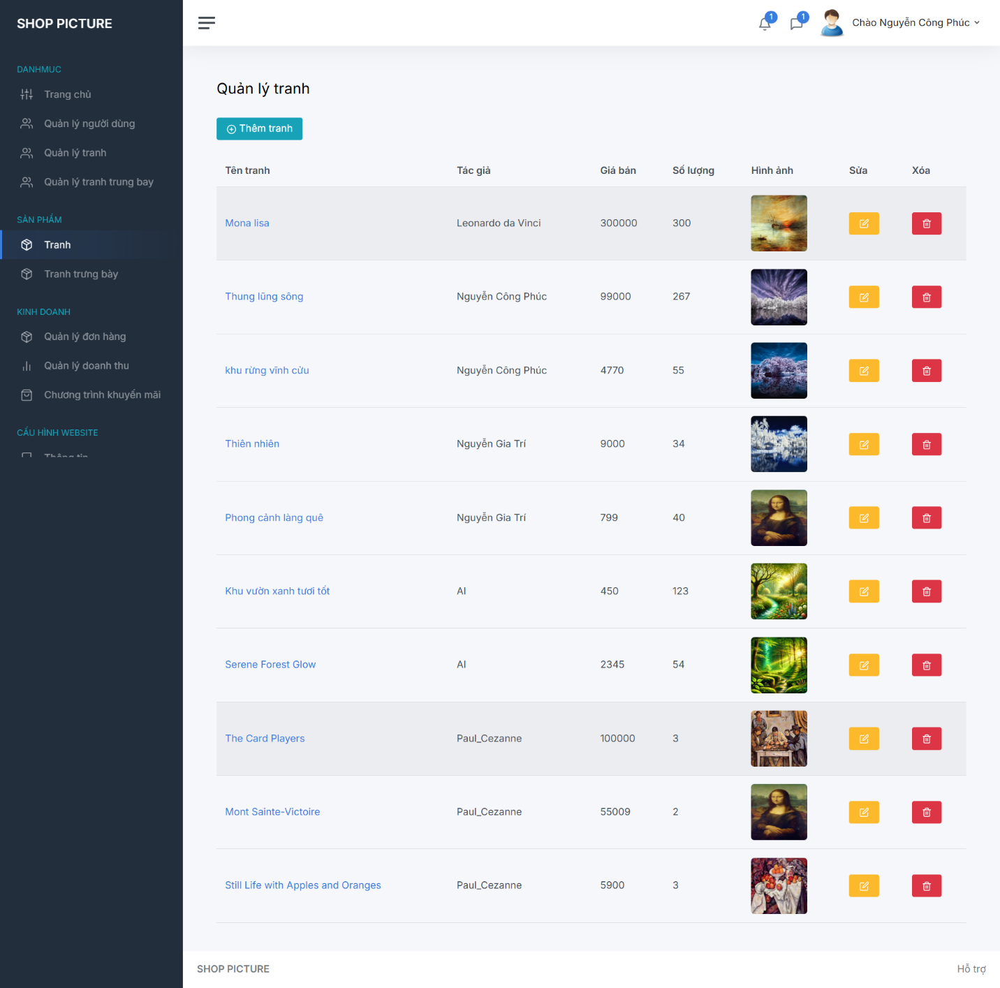 SHOP PICTURE
1
1
Chào Nguyễn Công Phúc
DANHMUC
Trang chủ
Quản lý người dùng
Quản lý tranh
Quản lý tranh trung bay
SẢN PHẨM
Tranh
Tranh trưng bày
KINH DOANH
Quản lý đơn hàng
Quản lý doanh thu
Chương trình khuyến mãi
CẤU HÌNH WEBSITE
Thông tin
Quản lý tranh
Thêm tranh
Tên tranh Tác giả Giá bán Số lượng Hình ảnh Sửa Xóa
Mona lisa Leonardo da Vinci 300000 300
Thung lũng sông Nguyễn Công Phúc 99000 267
khu rừng vĩnh cửu Nguyễn Công Phúc 4770 55
Thiên nhiên Nguyễn Gia Trí 9000 34
Phong cảnh làng quê Nguyễn Gia Trí 799 40
Khu vườn xanh tươi tốt AI 450 123
Serene Forest Glow AI 2345 54
The Card Players Paul_Cezanne 100000 3
Mont Sainte-Victoire Paul_Cezanne 55009 2
Still Life with Apples and Oranges Paul_Cezanne 5900 3
SHOP PICTURE
Hỗ trợ